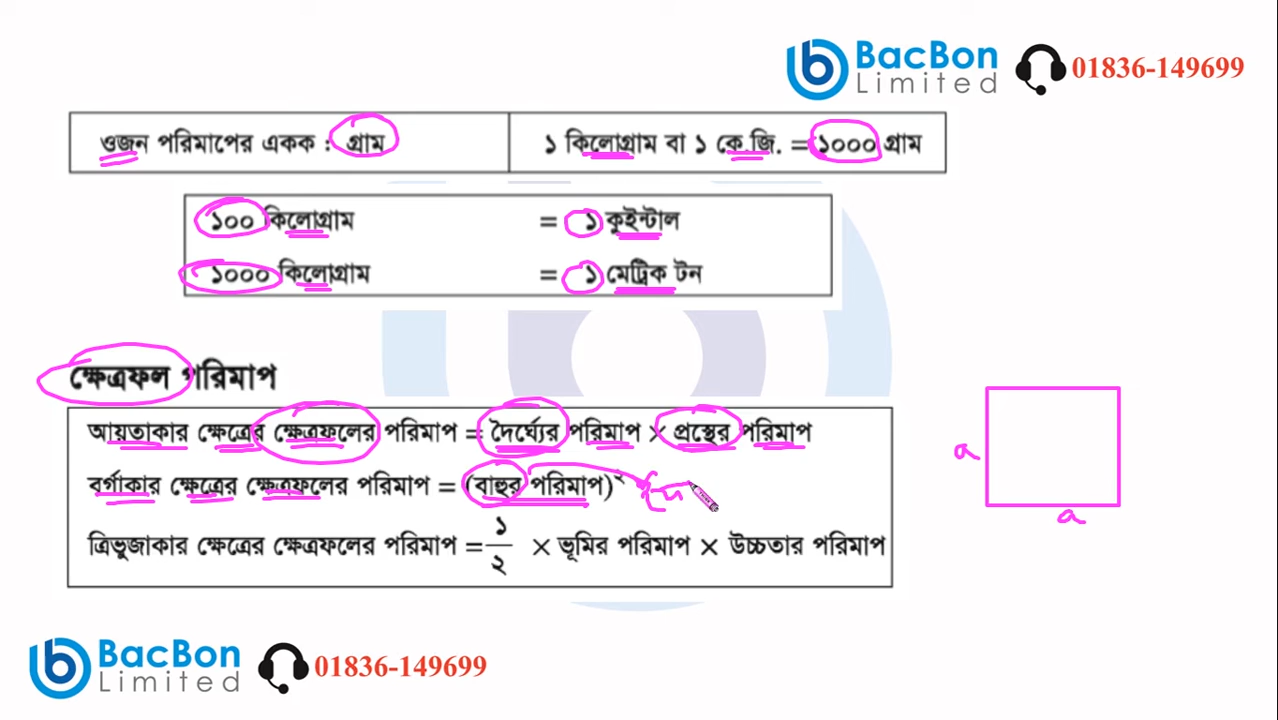 BacBon
Limited
01836-149699
ওজন পরিমাপের একক : গ্রাম
১ কিলোগ্রাম বা ১ কে.জি. = ১০০০ গ্রাম
১০০ কিলোগ্রাম = ১ কুইন্টাল
১০০০ কিলোগ্রাম = ১ মেট্রিক টন
ক্ষেত্রফল পরিমাপ
আয়তাকার ক্ষেত্রের ক্ষেত্রফলের পরিমাপ = দৈর্ঘ্যের পরিমাপ × প্রস্থের পরিমাপ
বর্গাকার ক্ষেত্রের ক্ষেত্রফলের পরিমাপ = (বাহুর পরিমাপ)²
ত্রিভুজাকার ক্ষেত্রের ক্ষেত্রফলের পরিমাপ = ১/২ × ভূমির পরিমাপ × উচ্চতার পরিমাপ
a
a
BacBon
Limited
01836-149699